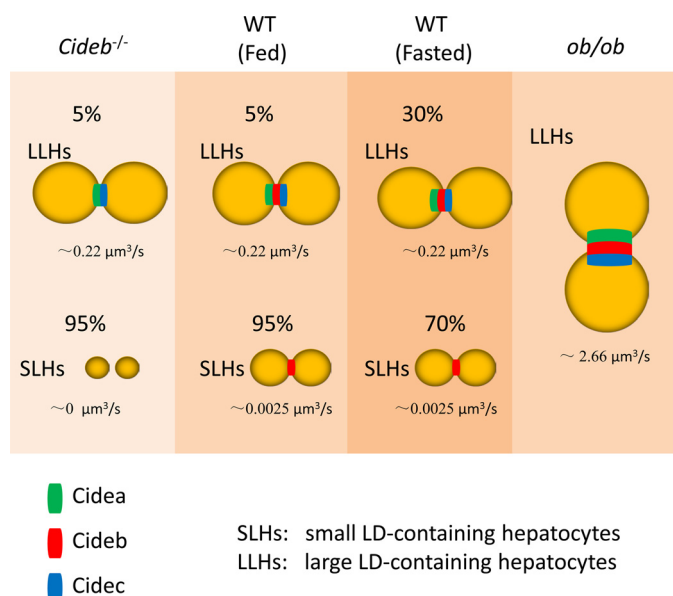 Cideb-/-
WT
(Fed)
WT
(Fasted)
ob/ob
5%
LLHs
~0.22 μm³/s
95%
SLHs
~0 μm³/s
5%
LLHs
~0.22 μm³/s
95%
SLHs
~0.0025 μm³/s
30%
LLHs
~0.22 μm³/s
70%
SLHs
~0.0025 μm³/s
LLHs
~ 2.66 μm³/s
Cidea
Cideb
Cidec
SLHs: small LD-containing hepatocytes
LLHs: large LD-containing hepatocytes